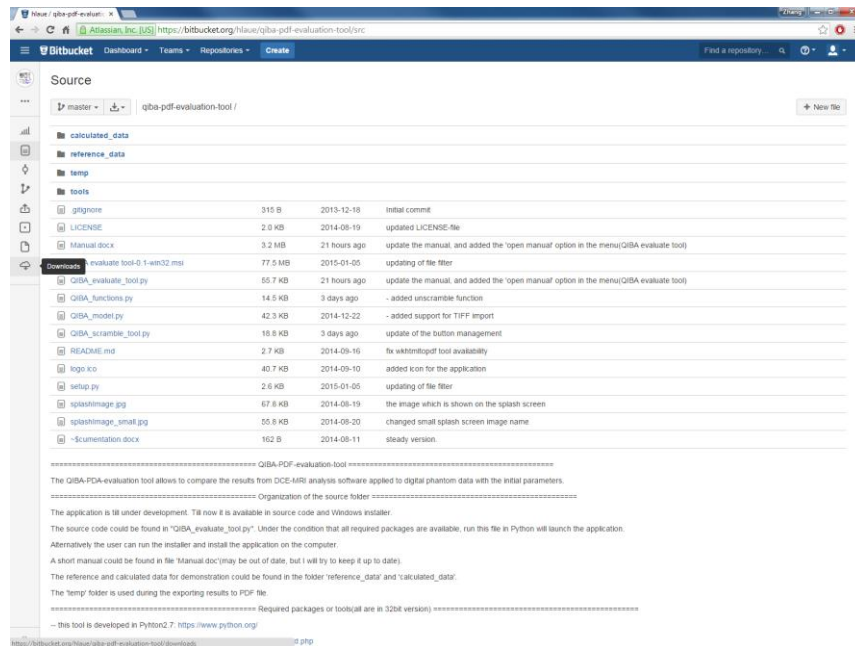 hlaue / qiba-pdf-evaluati
Zhang
Atlassian, Inc. [US] https://bitbucket.org/hlaue/qiba-pdf-evaluation-tool/src
Bitbucket Dashboard Teams Repositories Create Find a repository...
Source
master qiba-pdf-evaluation-tool / + New file
calculated_data
reference_data
temp
tools
.gitignore 315 B 2013-12-18 Initial commit
LICENSE 2.0 KB 2014-08-19 updated LICENSE-file
Manual.docx 3.2 MB 21 hours ago update the manual, and added the 'open manual' option in the menu(QIBA evaluate tool)
Downloads
evaluate tool-0.1-win32.msi 77.5 MB 2015-01-05 updating of file filter
QIBA_evaluate_tool.py 55.7 KB 21 hours ago update the manual, and added the 'open manual' option in the menu(QIBA evaluate tool)
QIBA_functions.py 14.5 KB 3 days ago - added unscramble function
QIBA_model.py 42.3 KB 2014-12-22 - added support for TIFF import
QIBA_scramble_tool.py 18.8 KB 3 days ago update of the button management
README.md 2.7 KB 2014-09-16 fix wkhtmltopdf tool availability
logo.ico 40.7 KB 2014-09-10 added icon for the application
setup.py 2.6 KB 2015-01-05 updating of file filter
splashImage.jpg 67.8 KB 2014-08-19 the image which is shown on the splash screen
splashImage_small.jpg 55.8 KB 2014-08-20 changed small splash screen image name
~$cumentation.docx 162 B 2014-08-11 steady version.
QIBA-PDF-evaluation-tool
The QIBA-PDA-evaluation tool allows to compare the results from DCE-MRI analysis software applied to digital phantom data with the initial parameters.
Organization of the source folder
The application is till under development. Till now it is available in source code and Windows installer.
The source code could be found in "QIBA_evaluate_tool.py". Under the condition that all required packages are available, run this file in Python will launch the application.
Alternatively the user can run the installer and install the application on the computer.
A short manual could be found in file 'Manual.doc'(may be out of date, but I will try to keep it up to date).
The reference and calculated data for demonstration could be found in the folder 'reference_data' and 'calculated_data'.
The 'temp' folder is used during the exporting results to PDF file.
Required packages or tools(all are in 32bit version)
-- this tool is developed in Pyhton2.7: https://www.python.org/
https://bitbucket.org/hlaue/qiba-pdf-evaluation-tool/downloads
d.php